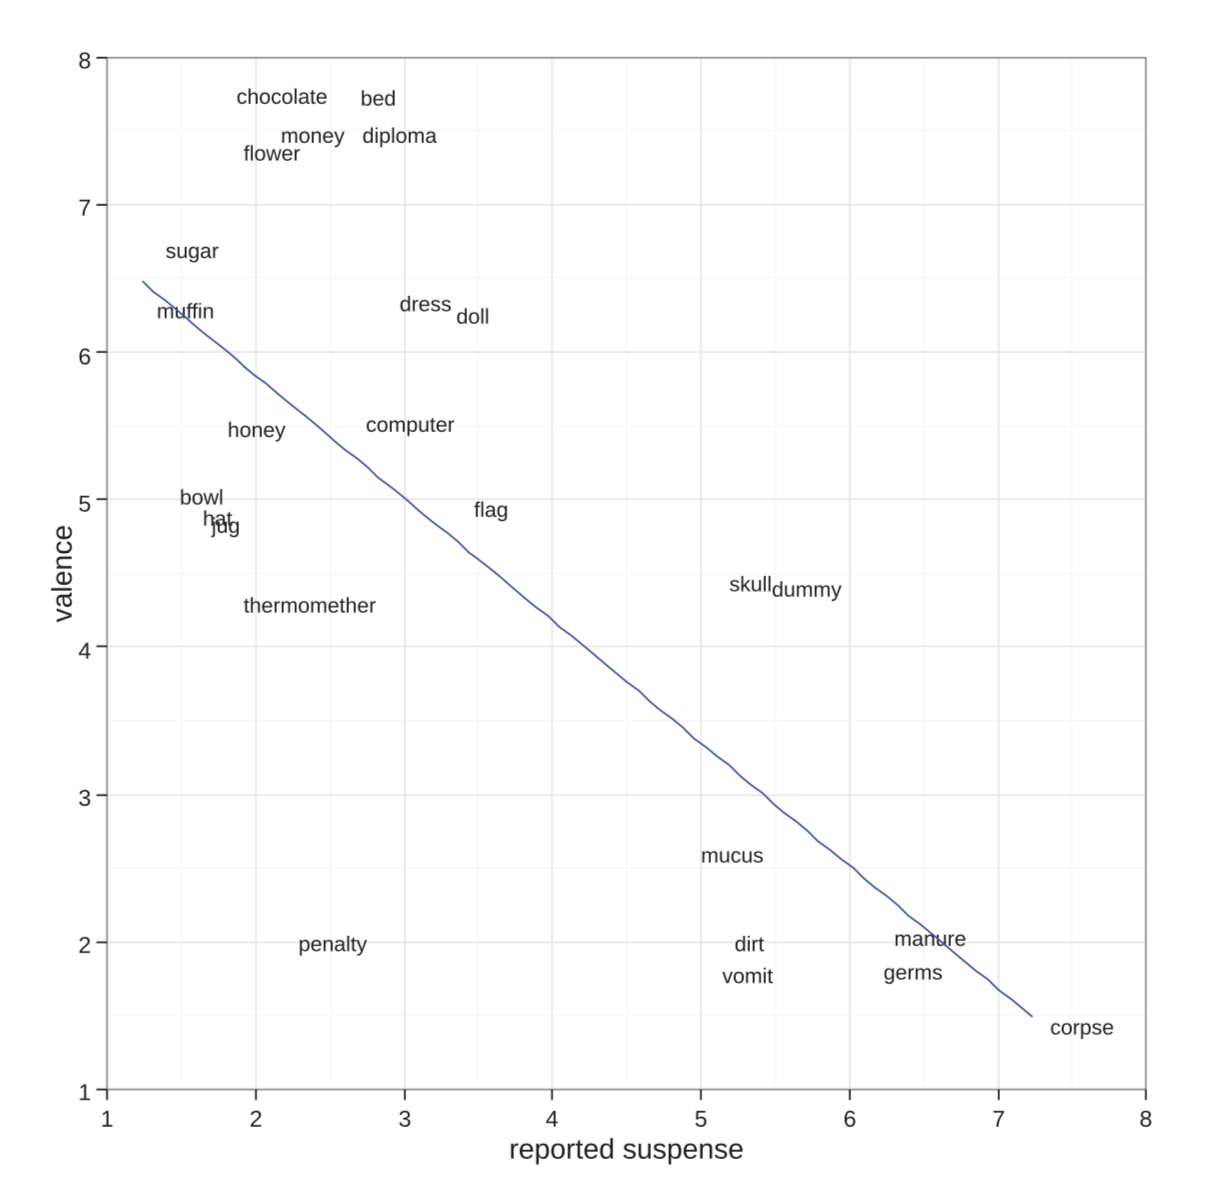 8
chocolate bed
money diploma
flower
7
sugar
muffin
dress
doll
6
honey
computer
5
bowl
hat
jug
flag
valence
skull
dummy
thermomether
4
3
mucus
penalty
dirt
manure
vomit
germs
corpse
1
1 2 3 4 5 6 7 8
reported suspense
2